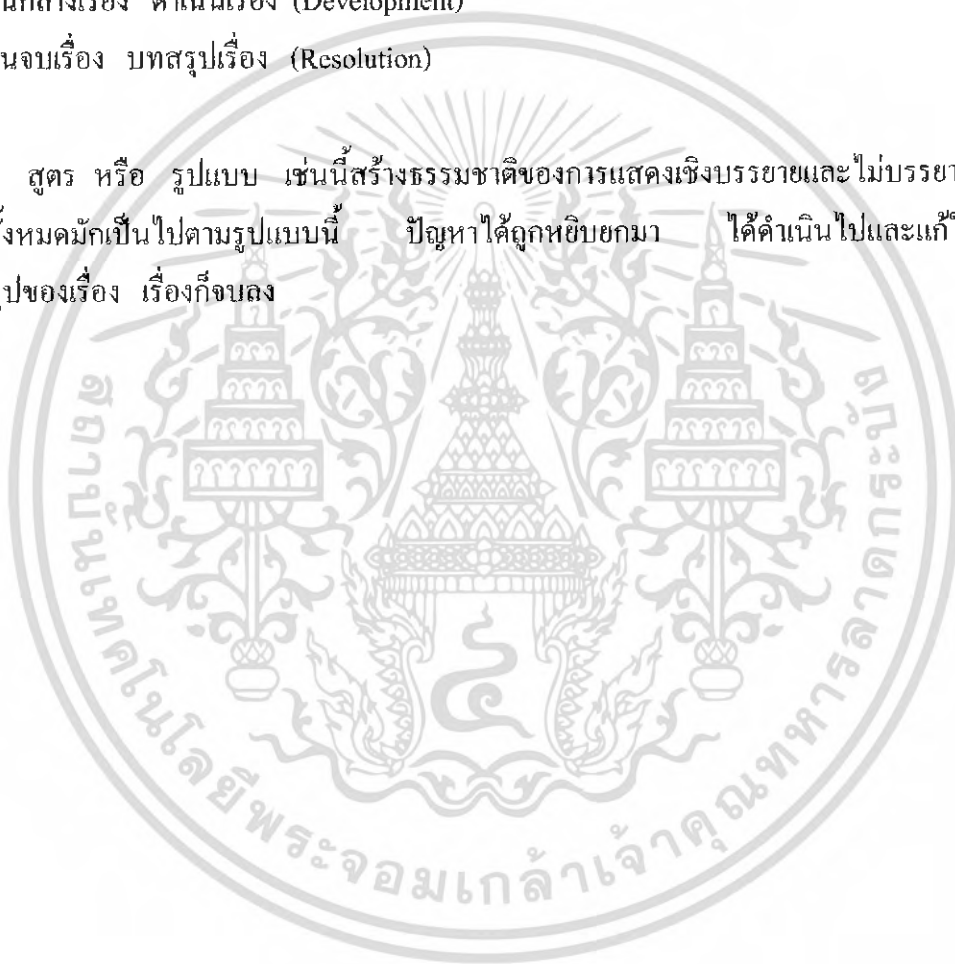 นกลางเรื่อง ดำเนินเรื่อง (Development)
นจบเรื่อง บทสรุปเรื่อง (Resolution)
สูตร หรือ รูปแบบ เช่นนี้สร้างธรรมชาติของการแสดงเชิงบรรยายและไม่บรรยา
ั้งหมดมักเป็นไปตามรูปแบบนี้ ปัญหาได้ถูกหยิบยกมา ได้ดำเนินไปและแก้ไ
ุปของเรื่อง เรื่องก็จบลง
สถาบันเทคโนโลยีพระจอมเกล้าเจ้าคุณทหารลาดกระบัง
๔